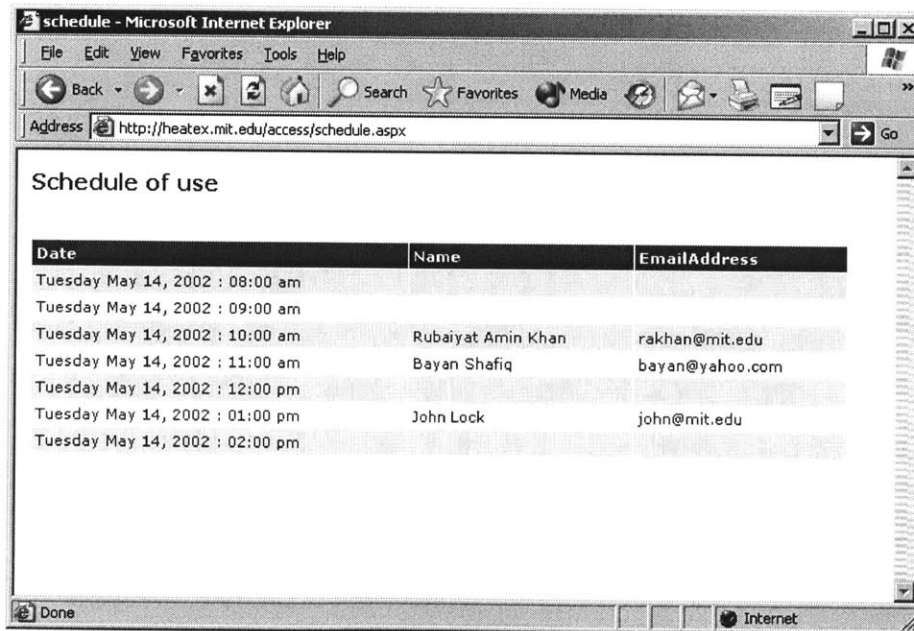 schedule - Microsoft Internet Explorer
File Edit View Favorites Tools Help
Back Search Favorites Media »
Address http://heatex.mit.edu/access/schedule.aspx Go
Schedule of use
Date Name EmailAddress
Tuesday May 14, 2002 : 08:00 am
Tuesday May 14, 2002 : 09:00 am
Tuesday May 14, 2002 : 10:00 am Rubaiyat Amin Khan rakhan@mit.edu
Tuesday May 14, 2002 : 11:00 am Bayan Shafiq bayan@yahoo.com
Tuesday May 14, 2002 : 12:00 pm
Tuesday May 14, 2002 : 01:00 pm John Lock john@mit.edu
Tuesday May 14, 2002 : 02:00 pm
Done Internet